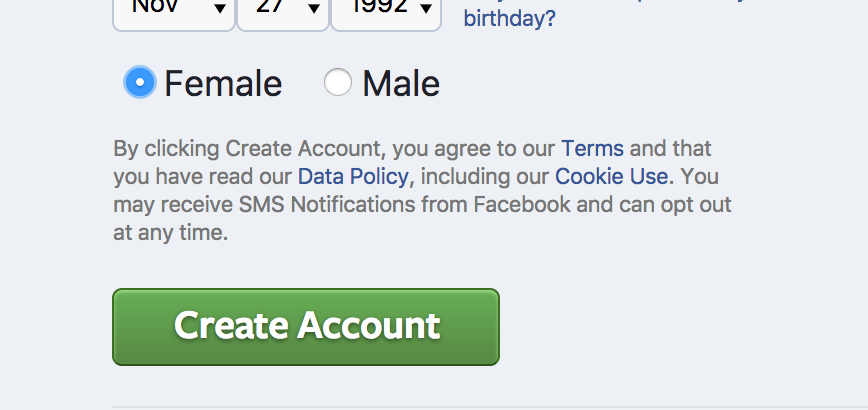 Nov 27 1992
birthday?
Female Male
By clicking Create Account, you agree to our Terms and that
you have read our Data Policy, including our Cookie Use. You
may receive SMS Notifications from Facebook and can opt out
at any time.
Create Account